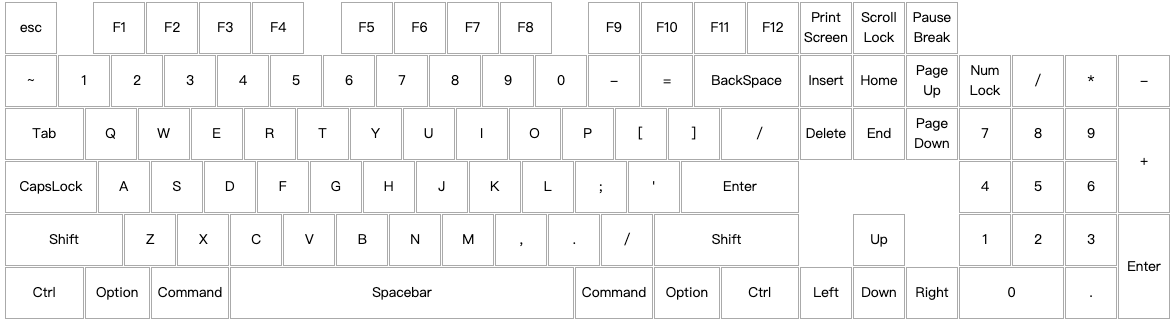 esc F1 F2 F3 F4 F5 F6 F7 F8 F9 F10 F11 F12 Print Screen Scroll Lock Pause Break
~ 1 2 3 4 5 6 7 8 9 0 – = BackSpace Insert Home Page Up Num Lock / * –
Tab Q W E R T Y U I O P [ ] / Delete End Page Down 7 8 9 +
CapsLock A S D F G H J K L ; ' Enter 4 5 6
Shift Z X C V B N M , . / Shift Up 1 2 3 Enter
Ctrl Option Command Spacebar Command Option Ctrl Left Down Right 0 .